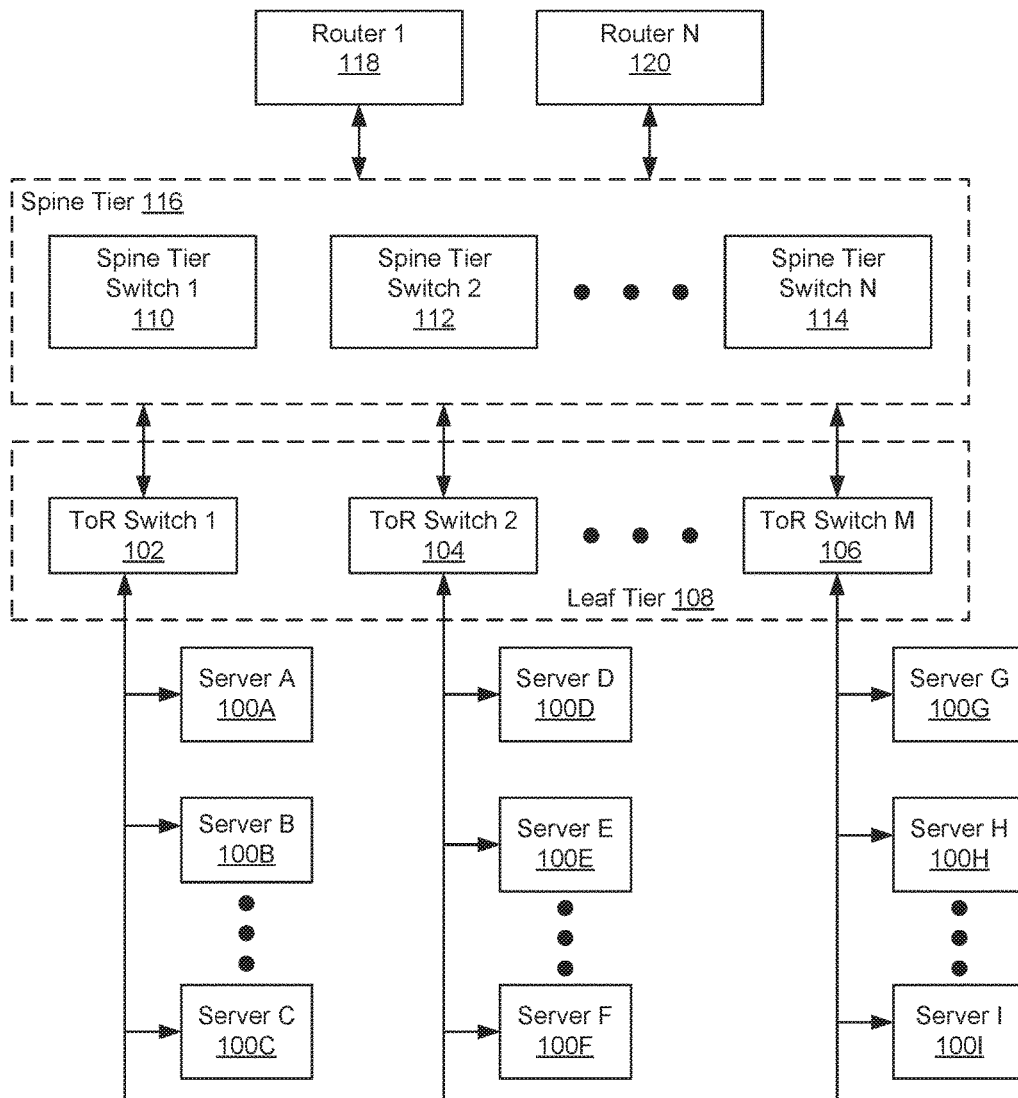 Router 1
118
Router N
120
Spine Tier 116
Spine Tier
Switch 1
110
Spine Tier
Switch 2
112
Spine Tier
Switch N
114
ToR Switch 1
102
ToR Switch 2
104
ToR Switch M
106
Leaf Tier 108
Server A
100A
Server D
100D
Server G
100G
Server B
100B
Server E
100E
Server H
100H
Server C
100C
Server F
100F
Server I
100I